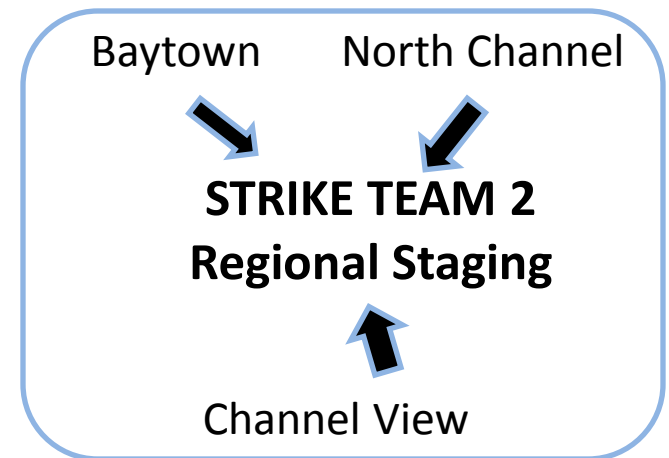 Baytown
North Channel
STRIKE TEAM 2
Regional Staging
Channel View